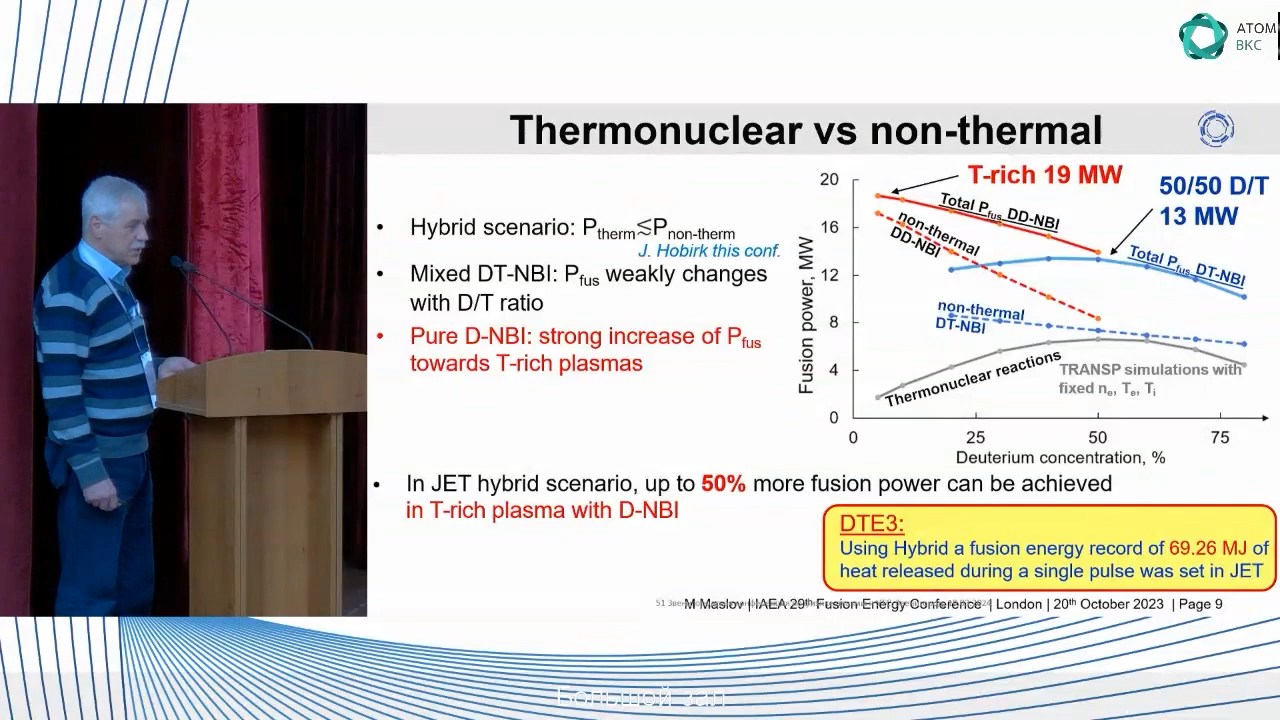 ATOM
ВКС
Thermonuclear vs non-thermal
• Hybrid scenario: Ptherm≲Pnon-therm
J. Hobirk this conf.
• Mixed DT-NBI: Pfus weakly changes
with D/T ratio
• Pure D-NBI: strong increase of Pfus
towards T-rich plasmas
T-rich 19 MW
50/50 D/T
13 MW
Total Pfus DD-NBI
non-thermal
DD-NBI
Total Pfus DT-NBI
non-thermal
DT-NBI
Thermonuclear reactions
TRANSP simulations with
fixed ne, Te, Ti
Fusion power, MW
20
16
12
8
4
0
0 25 50 75
Deuterium concentration, %
• In JET hybrid scenario, up to 50% more fusion power can be achieved
in T-rich plasma with D-NBI
DTE3:
Using Hybrid a fusion energy record of 69.26 MJ of
heat released during a single pulse was set in JET
M Maslov | IAEA 29th Fusion Energy Conference | London | 20th October 2023 | Page 9
Большой зал